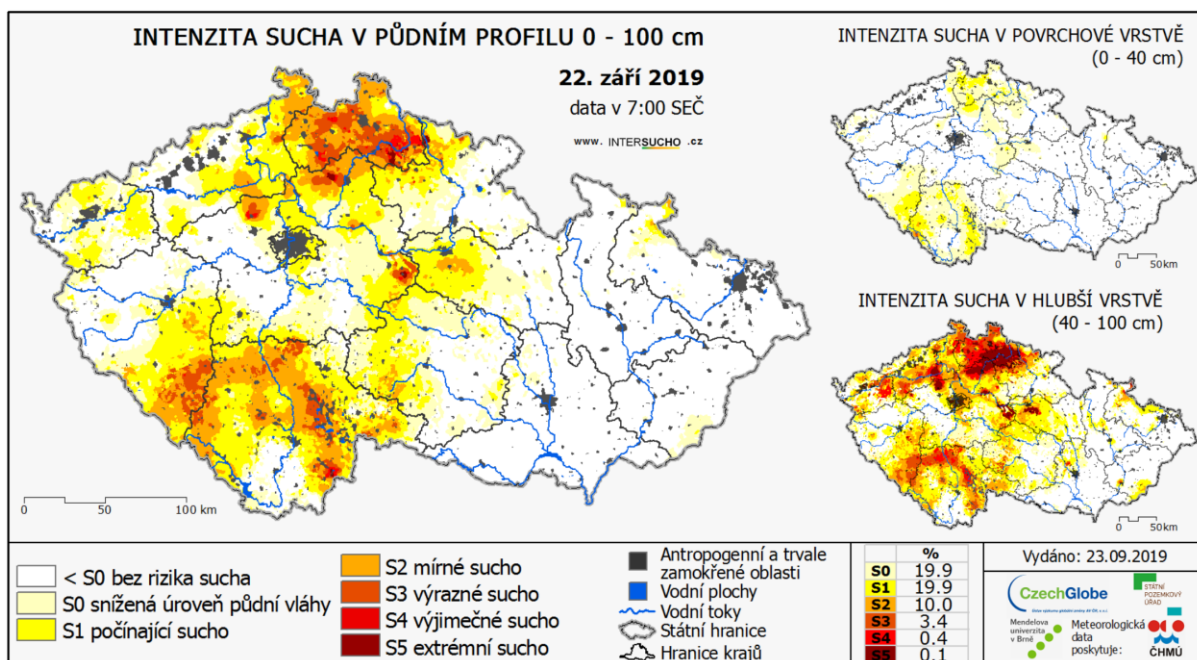 INTENZITA SUCHA V PŮDNÍM PROFILU 0 - 100 cm
22. září 2019
data v 7:00 SEČ
www. INTERSUCHO .cz
0 50 100 km
INTENZITA SUCHA V POVRCHOVÉ VRSTVĚ
(0 - 40 cm)
0 50km
INTENZITA SUCHA V HLUBŠÍ VRSTVĚ
(40 - 100 cm)
0 50km
< S0 bez rizika sucha
S0 snížená úroveň půdní vláhy
S1 počínající sucho
S2 mírné sucho
S3 výrazné sucho
S4 výjimečné sucho
S5 extrémní sucho
Antropogenní a trvale
zamokřené oblasti
Vodní plochy
Vodní toky
Státní hranice
Hranice krajů
%
S0 19.9
S1 19.9
S2 10.0
S3 3.4
S4 0.4
S5 0.1
Vydáno: 23.09.2019
CzechGlobe
STÁTNÍ
POZEMKOVÝ
ÚŘAD
Mendelova
univerzita
v Brně
Meteorologická
data
poskytuje:
ČHMÚ